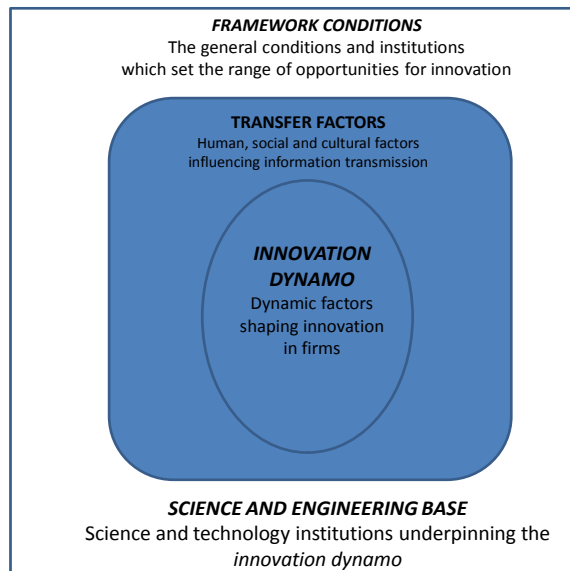 FRAMEWORK CONDITIONS
The general conditions and institutions
which set the range of opportunities for innovation
TRANSFER FACTORS
Human, social and cultural factors
influencing information transmission
INNOVATION
DYNAMO
Dynamic factors
shaping innovation
in firms
SCIENCE AND ENGINEERING BASE
Science and technology institutions underpinning the
innovation dynamo